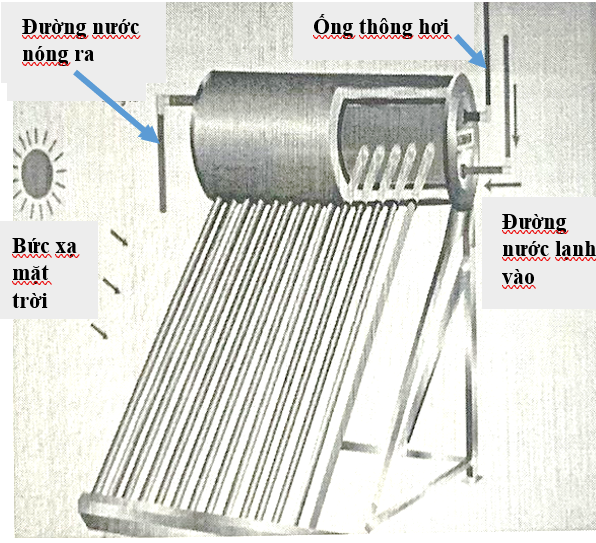 Đường nước
nóng ra
Ống thông hơi
Bức xạ
mặt
trời
Đường
nước lạnh
vào